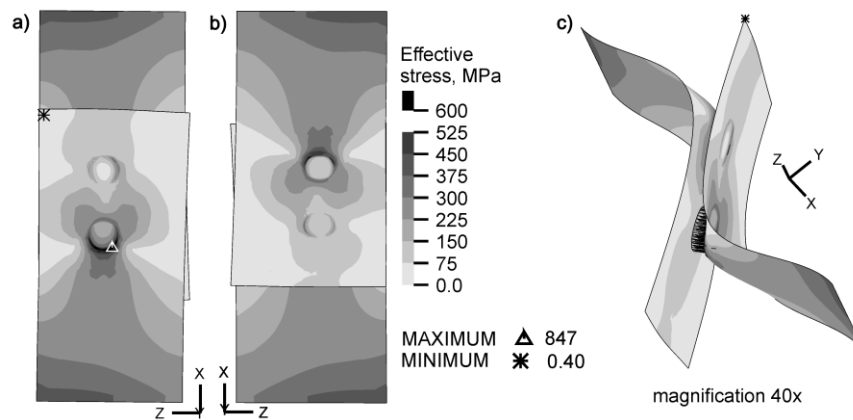 a)
b)
c)
Effective
stress, MPa
600
525
450
375
300
225
150
75
0.0
MAXIMUM 847
MINIMUM 0.40
X
Z
X
Z
Z
Y
X
magnification 40x